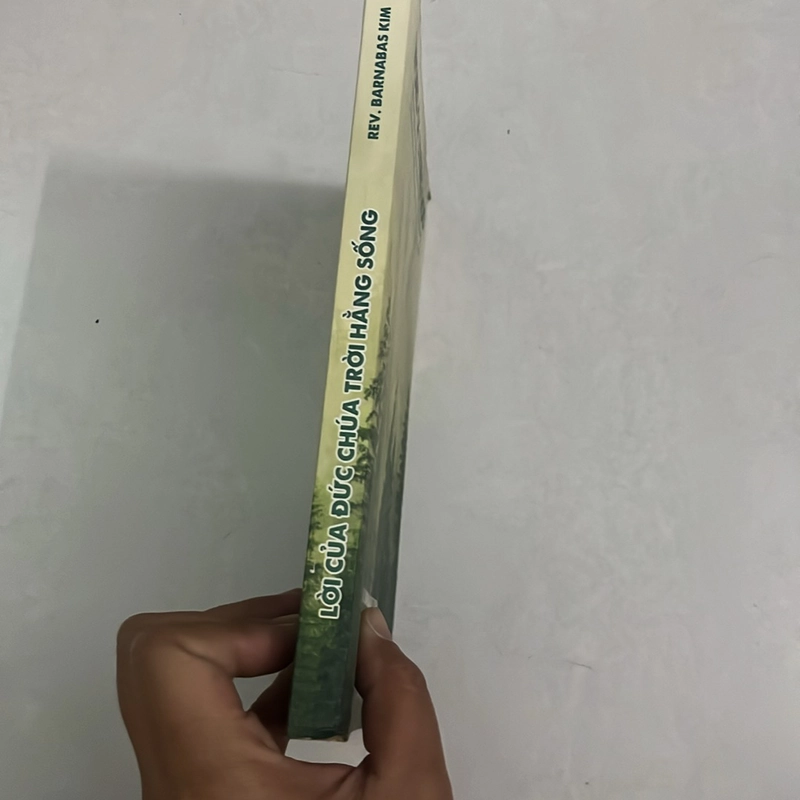 LỜI CỦA ĐỨC CHÚA TRỜI HẰNG SỐNG
REV. BARNABAS KIM